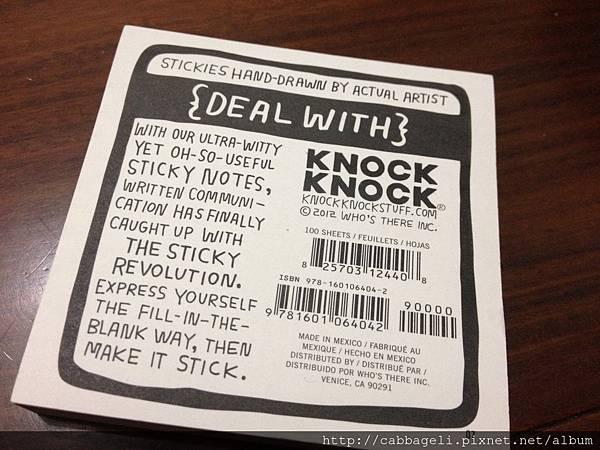 STICKIES HAND-DRAWN BY ACTUAL ARTIST
{DEAL WITH}
WITH OUR ULTRA-WITTY
YET OH-SO-USEFUL
STICKY NOTES,
WRITTEN COMMUNI-
CATION HAS FINALLY
CAUGHT UP WITH
THE STICKY
REVOLUTION.
EXPRESS YOURSELF
THE FILL-IN-THE-
BLANK WAY, THEN
MAKE IT STICK.
KNOCK
KNOCK®
KNOCKKNOCKSTUFF.COM
© 2012 WHO'S THERE INC.
100 SHEETS / FEUILLETS / HOJAS
8 25703 12440 8
ISBN 978-160106404-2
90000
9 781601 064042
MADE IN MEXICO / FABRIQUÉ AU
MEXIQUE / HECHO EN MEXICO
DISTRIBUTED BY / DISTRIBUÉ PAR /
DISTRIBUIDO POR WHO'S THERE INC.
VENICE, CA 90291
http://cabbageli.pixnet.net/album